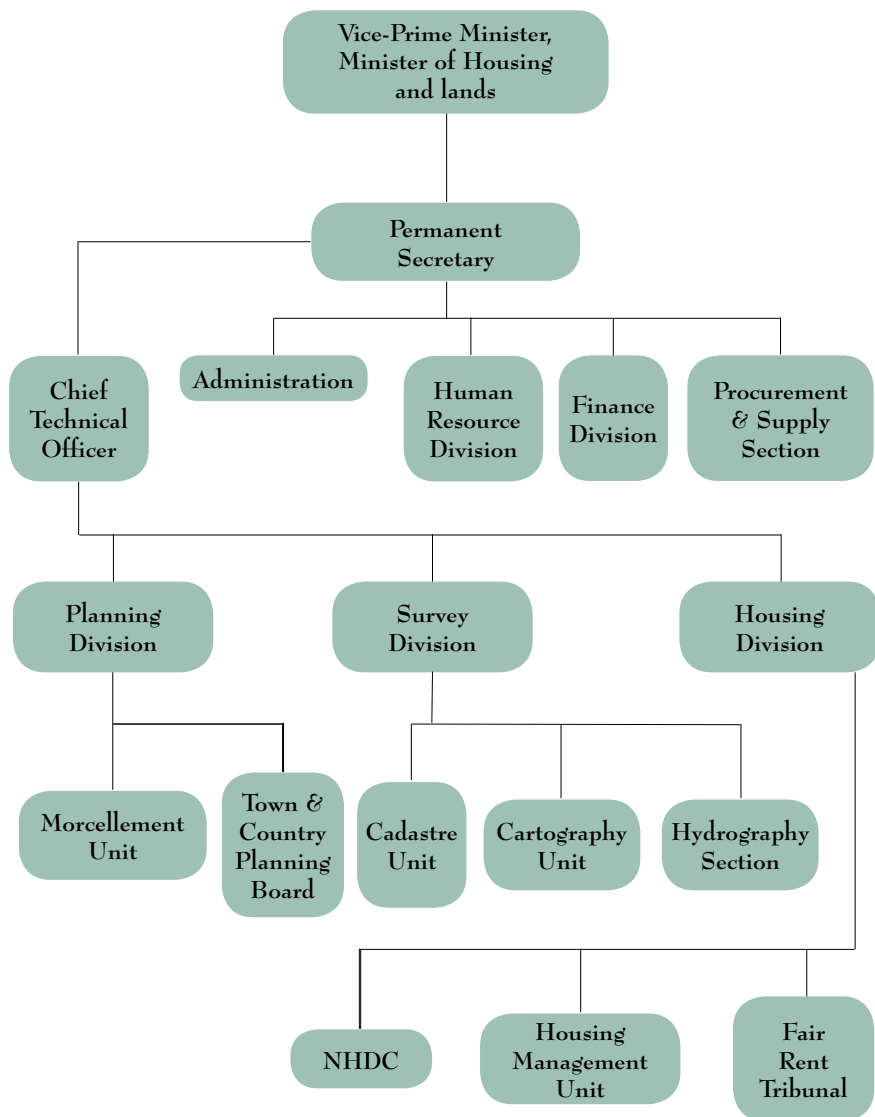 Vice-Prime Minister,
Minister of Housing
and lands
Permanent
Secretary
Chief
Technical
Officer
Administration
Human
Resource
Division
Finance
Division
Procurement
& Supply
Section
Planning
Division
Survey
Division
Housing
Division
Morcellement
Unit
Town &
Country
Planning
Board
Cadastre
Unit
Cartography
Unit
Hydrography
Section
NHDC
Housing
Management
Unit
Fair
Rent
Tribunal